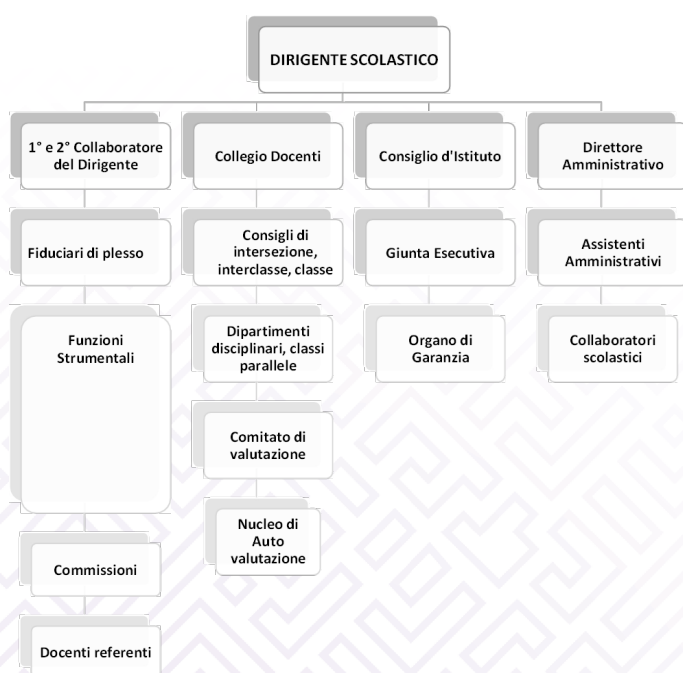 DIRIGENTE SCOLASTICO
1° e 2° Collaboratore
del Dirigente
Collegio Docenti
Consiglio d'Istituto
Direttore
Amministrativo
Fiduciari di plesso
Consigli di
intersezione,
interclasse, classe
Giunta Esecutiva
Assistenti
Amministrativi
Funzioni
Strumentali
Dipartimenti
disciplinari, classi
parallele
Organo di
Garanzia
Collaboratori
scolastici
Comitato di
valutazione
Nucleo di
Auto
valutazione
Commissioni
Docenti referenti